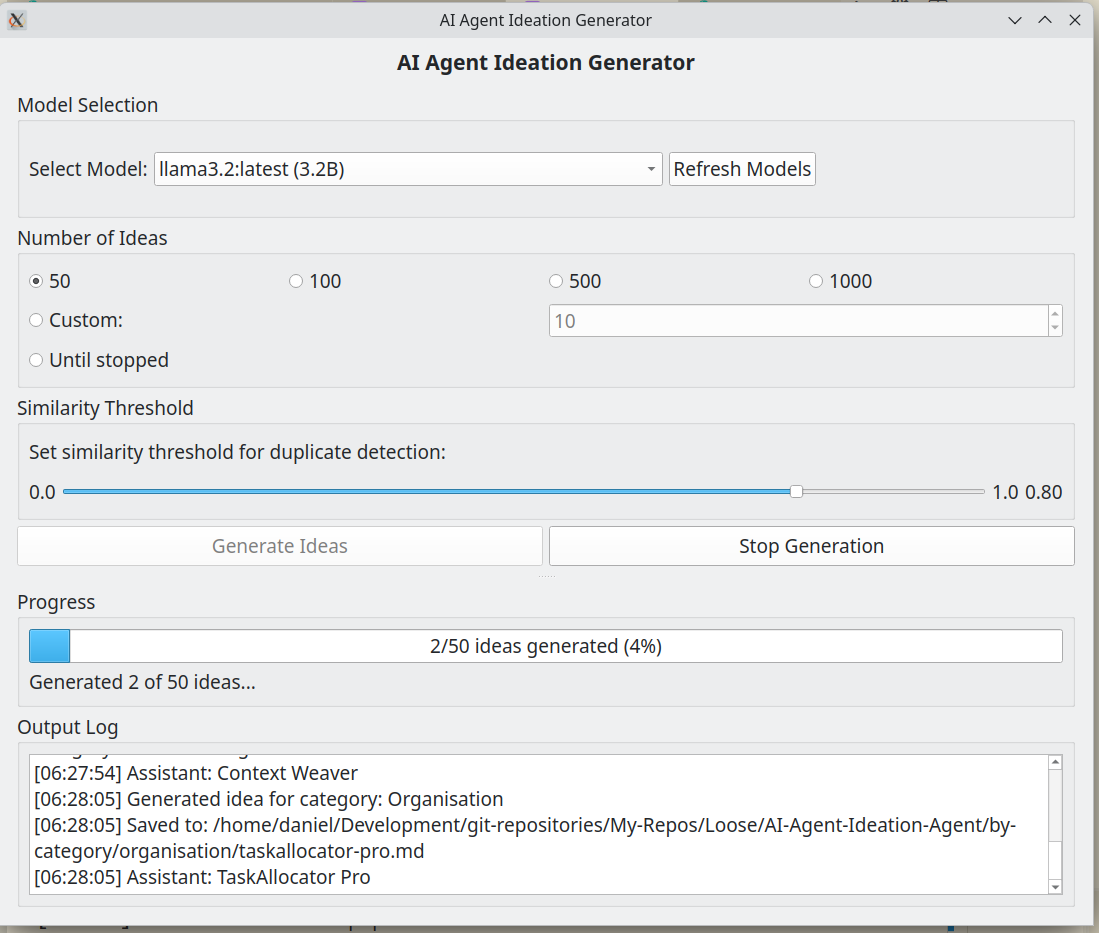 AI Agent Ideation Generator
AI Agent Ideation Generator
Model Selection
Select Model: llama3.2:latest (3.2B) Refresh Models
Number of Ideas
50 100 500 1000
Custom: 10
Until stopped
Similarity Threshold
Set similarity threshold for duplicate detection:
0.0 1.0 0.80
Generate Ideas Stop Generation
Progress
2/50 ideas generated (4%)
Generated 2 of 50 ideas...
Output Log
[06:27:54] Assistant: Context Weaver
[06:28:05] Generated idea for category: Organisation
[06:28:05] Saved to: /home/daniel/Development/git-repositories/My-Repos/Loose/AI-Agent-Ideation-Agent/by-
category/organisation/taskallocator-pro.md
[06:28:05] Assistant: TaskAllocator Pro